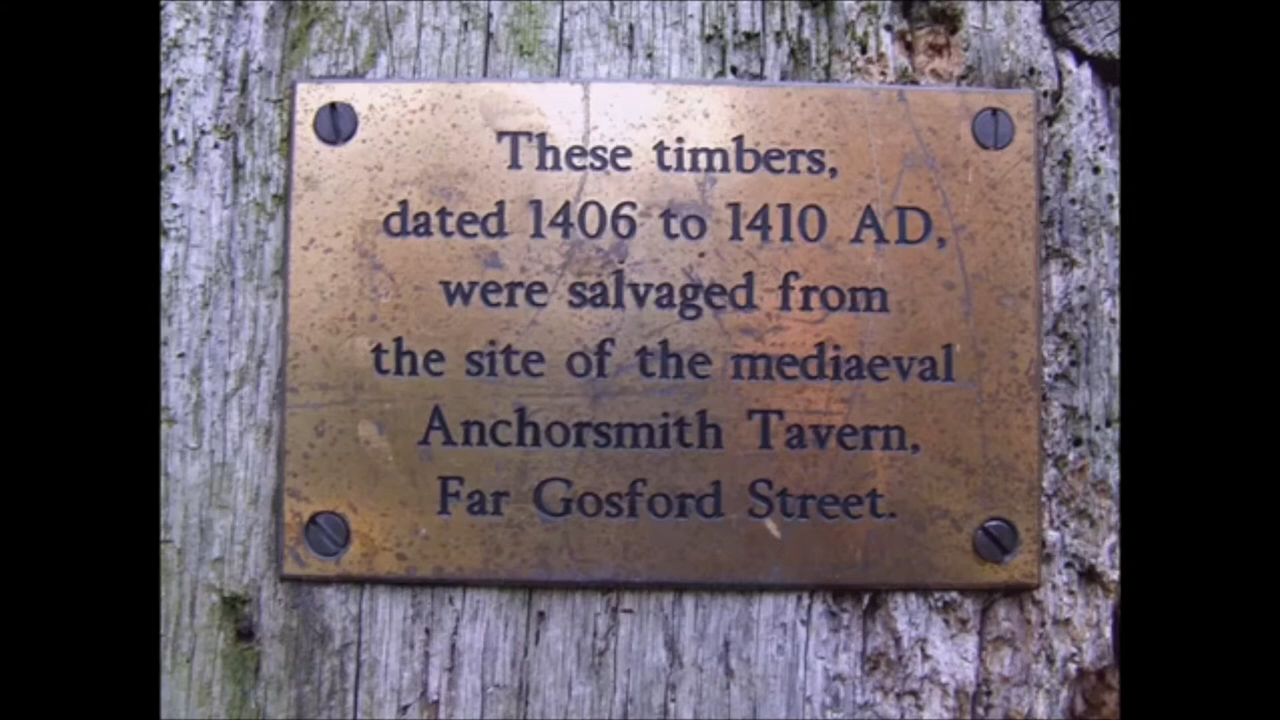 These timbers,
dated 1406 to 1410 AD,
were salvaged from
the site of the mediaeval
Anchorsmith Tavern,
Far Gosford Street.